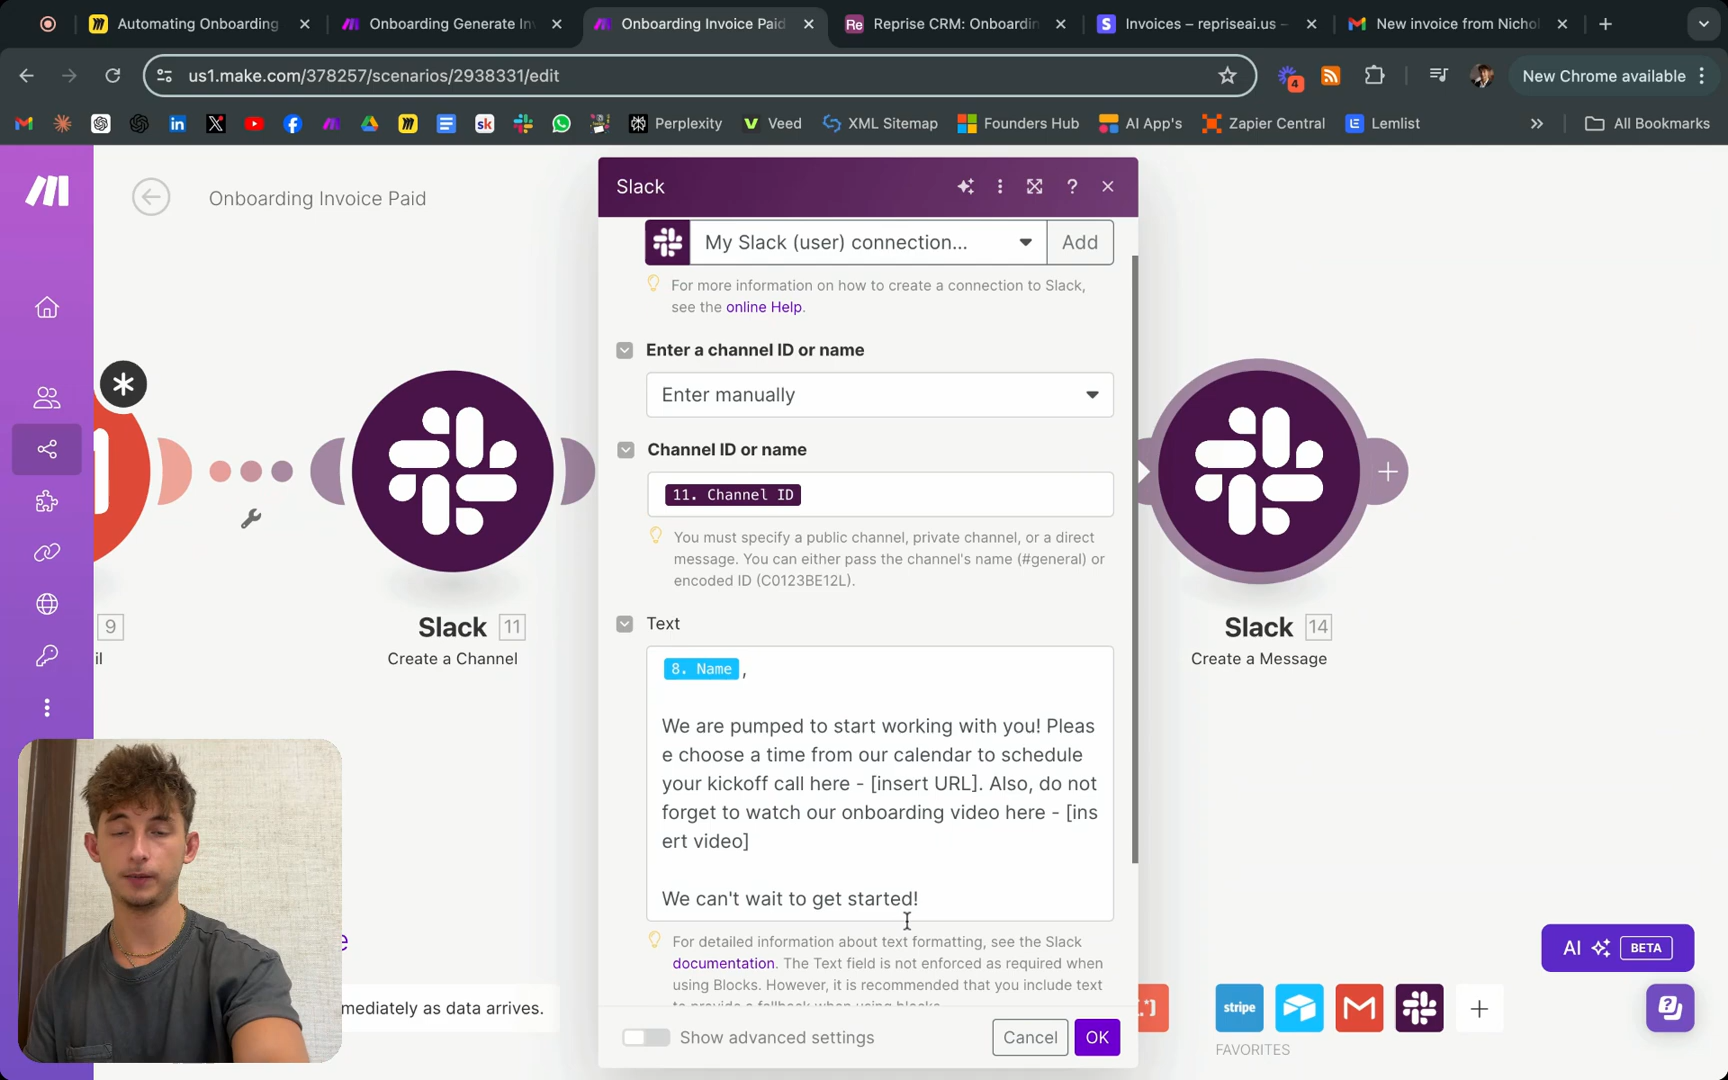 Automating Onboarding
Onboarding Generate In
Onboarding Invoice Paid
Re
Reprise CRM: Onboardin
S
Invoices – repriseai.us -
New invoice from Nichol
us1.make.com/378257/scenarios/2938331/edit
4
New Chrome available
sk
Perplexity
Veed
XML Sitemap
Founders Hub
AI App's
Zapier Central
Lemlist
All Bookmarks
Onboarding Invoice Paid
Slack
My Slack (user) connection...
Add
For more information on how to create a connection to Slack,
see the online Help.
Enter a channel ID or name
Enter manually
Channel ID or name
11. Channel ID
You must specify a public channel, private channel, or a direct
message. You can either pass the channel's name (#general) or
encoded ID (C0123BE12L).
Text
8. Name ,
We are pumped to start working with you! Pleas
e choose a time from our calendar to schedule
your kickoff call here - [insert URL]. Also, do not
forget to watch our onboarding video here - [ins
ert video]
We can't wait to get started!
For detailed information about text formatting, see the Slack
documentation. The Text field is not enforced as required when
using Blocks. However, it is recommended that you include text
to provide a fallback when using blocks.
Show advanced settings
Cancel
OK
9
il
Slack 11
Create a Channel
Slack 14
Create a Message
e
mediately as data arrives.
AI
BETA
stripe
FAVORITES